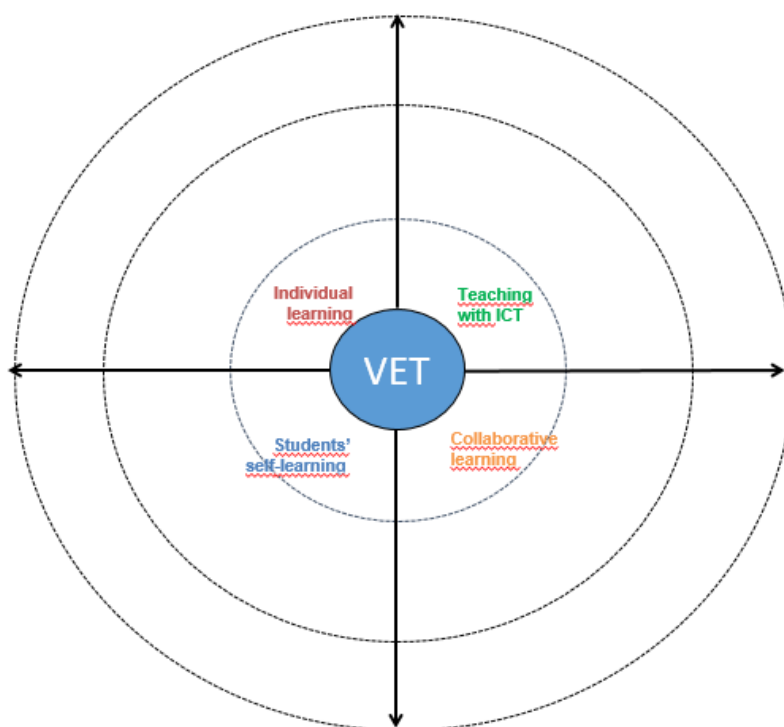 Individual
learning
Teaching
with ICT
VET
Students’
self-learning
Collaborative
learning